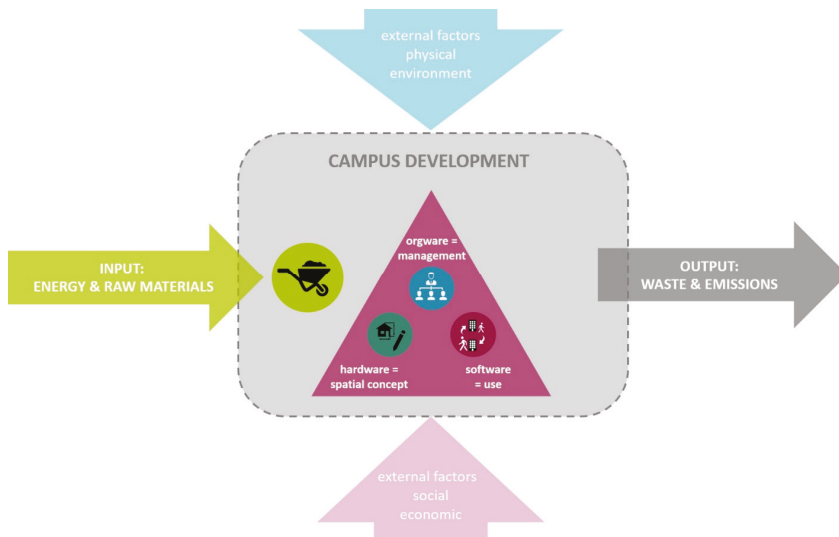 external factors
physical
environment
CAMPUS DEVELOPMENT
orgware =
management
INPUT:
ENERGY & RAW MATERIALS
OUTPUT:
WASTE & EMISSIONS
hardware =
spatial concept
software
= use
external factors
social
economic